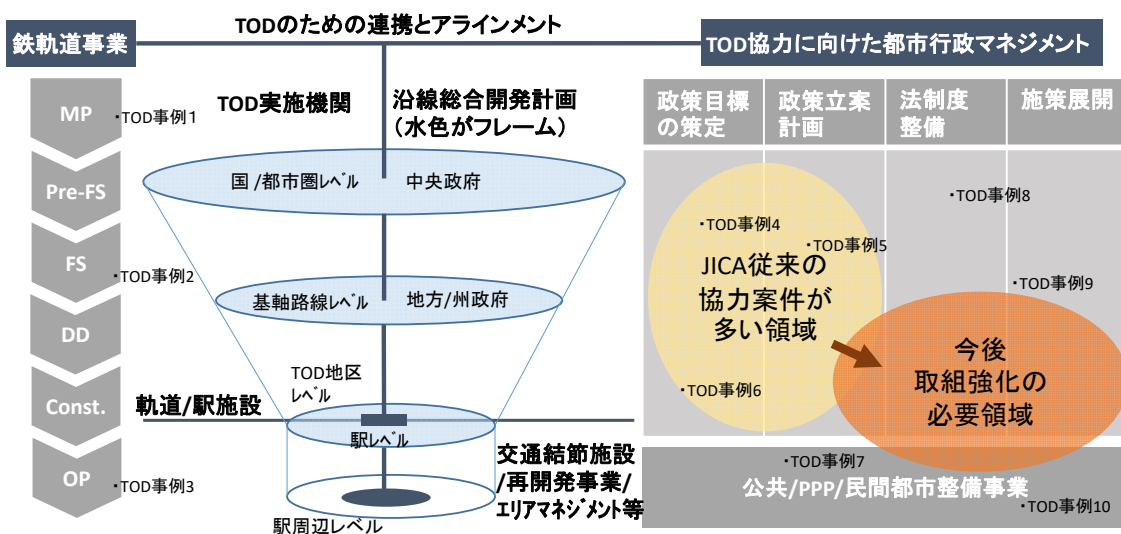 鉄軌道事業
TODのための連携とアラインメント
TOD協力に向けた都市行政マネジメント
MP
・TOD事例1
Pre-FS
FS
・TOD事例2
DD
Const.
OP
・TOD事例3
TOD実施機関
沿線総合開発計画
（水色がフレーム）
国/都市圏レベル
中央政府
基軸路線レベル
地方/州政府
TOD地区
レベル
軌道/駅施設
駅レベル
交通結節施設
/再開発事業/
エリアマネジメント等
駅周辺レベル
政策目標
の策定
政策立案
計画
法制度
整備
施策展開
・TOD事例8
・TOD事例4
・TOD事例5
JICA従来の
協力案件が
多い領域
・TOD事例9
・TOD事例6
今後
取組強化の
必要領域
・TOD事例7
公共/PPP/民間都市整備事業
・TOD事例10